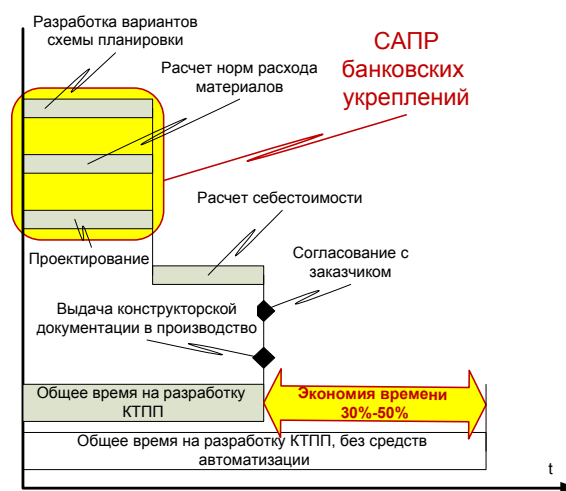 Разработка вариантов
схемы планировки
САПР
банковских
укреплений
Расчет норм расхода
материалов
Расчет себестоимости
Проектирование
Согласование с
заказчиком
Выдача конструкторской
документации в производство
Общее время на разработку
КТПП
Экономия времени
30%-50%
Общее время на разработку КТПП, без средств
автоматизации
t